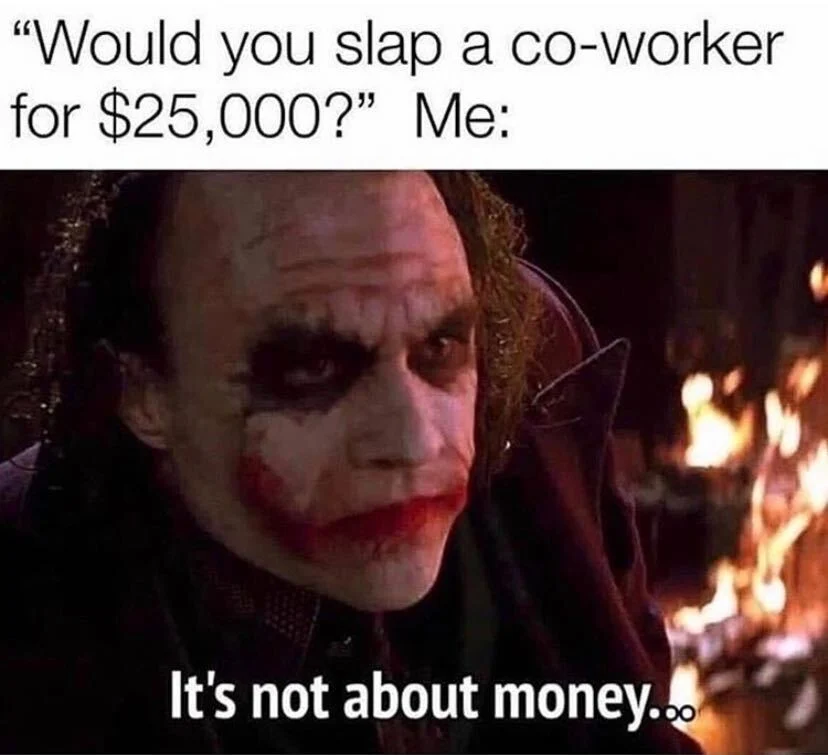 “Would you slap a co-worker
for $25,000?” Me:
It's not about money...